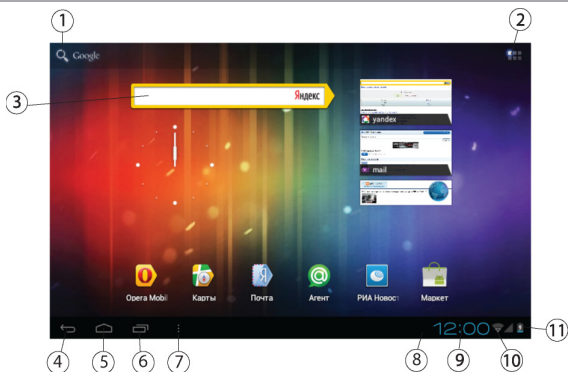 1
2
Google
3
Яндекс
yandex
mail
Opera Mobil
Карты
Почта
Агент
РИА Новост
Маркет
12:00
4
5
6
7
8
9
10
11